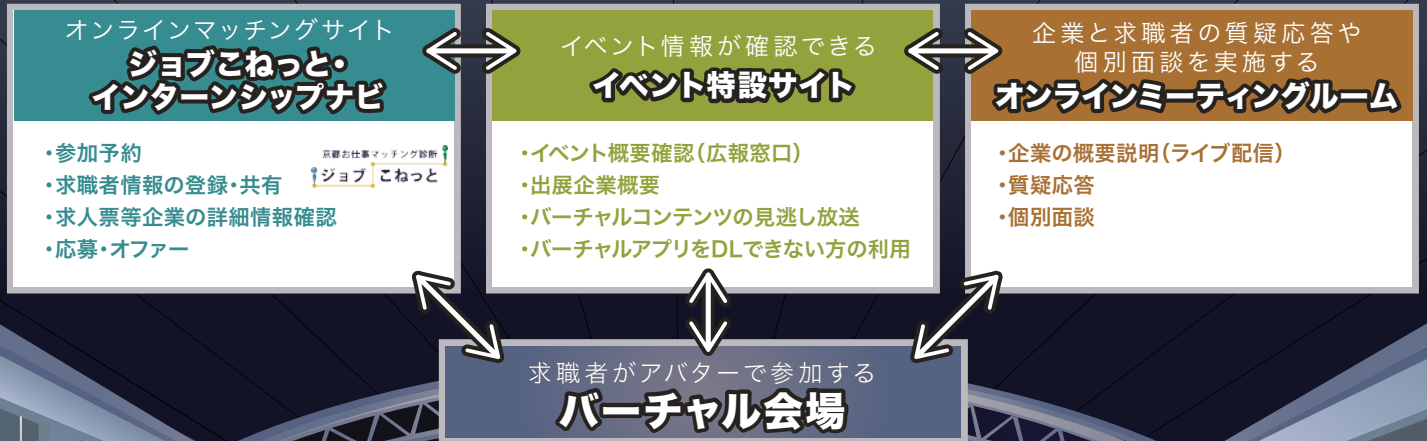 オンラインマッチングサイト
ジョブこねっと・
インターンシップナビ
・参加予約
・求職者情報の登録・共有
・求人票等企業の詳細情報確認
・応募・オファー
京都お仕事マッチング診断
ジョブこねっと
イベント情報が確認できる
イベント特設サイト
・イベント概要確認(広報窓口)
・出展企業概要
・バーチャルコンテンツの見逃し放送
・バーチャルアプリをDLできない方の利用
企業と求職者の質疑応答や
個別面談を実施する
オンラインミーティングルーム
・企業の概要説明(ライブ配信)
・質疑応答
・個別面談
求職者がアバターで参加する
バーチャル会場